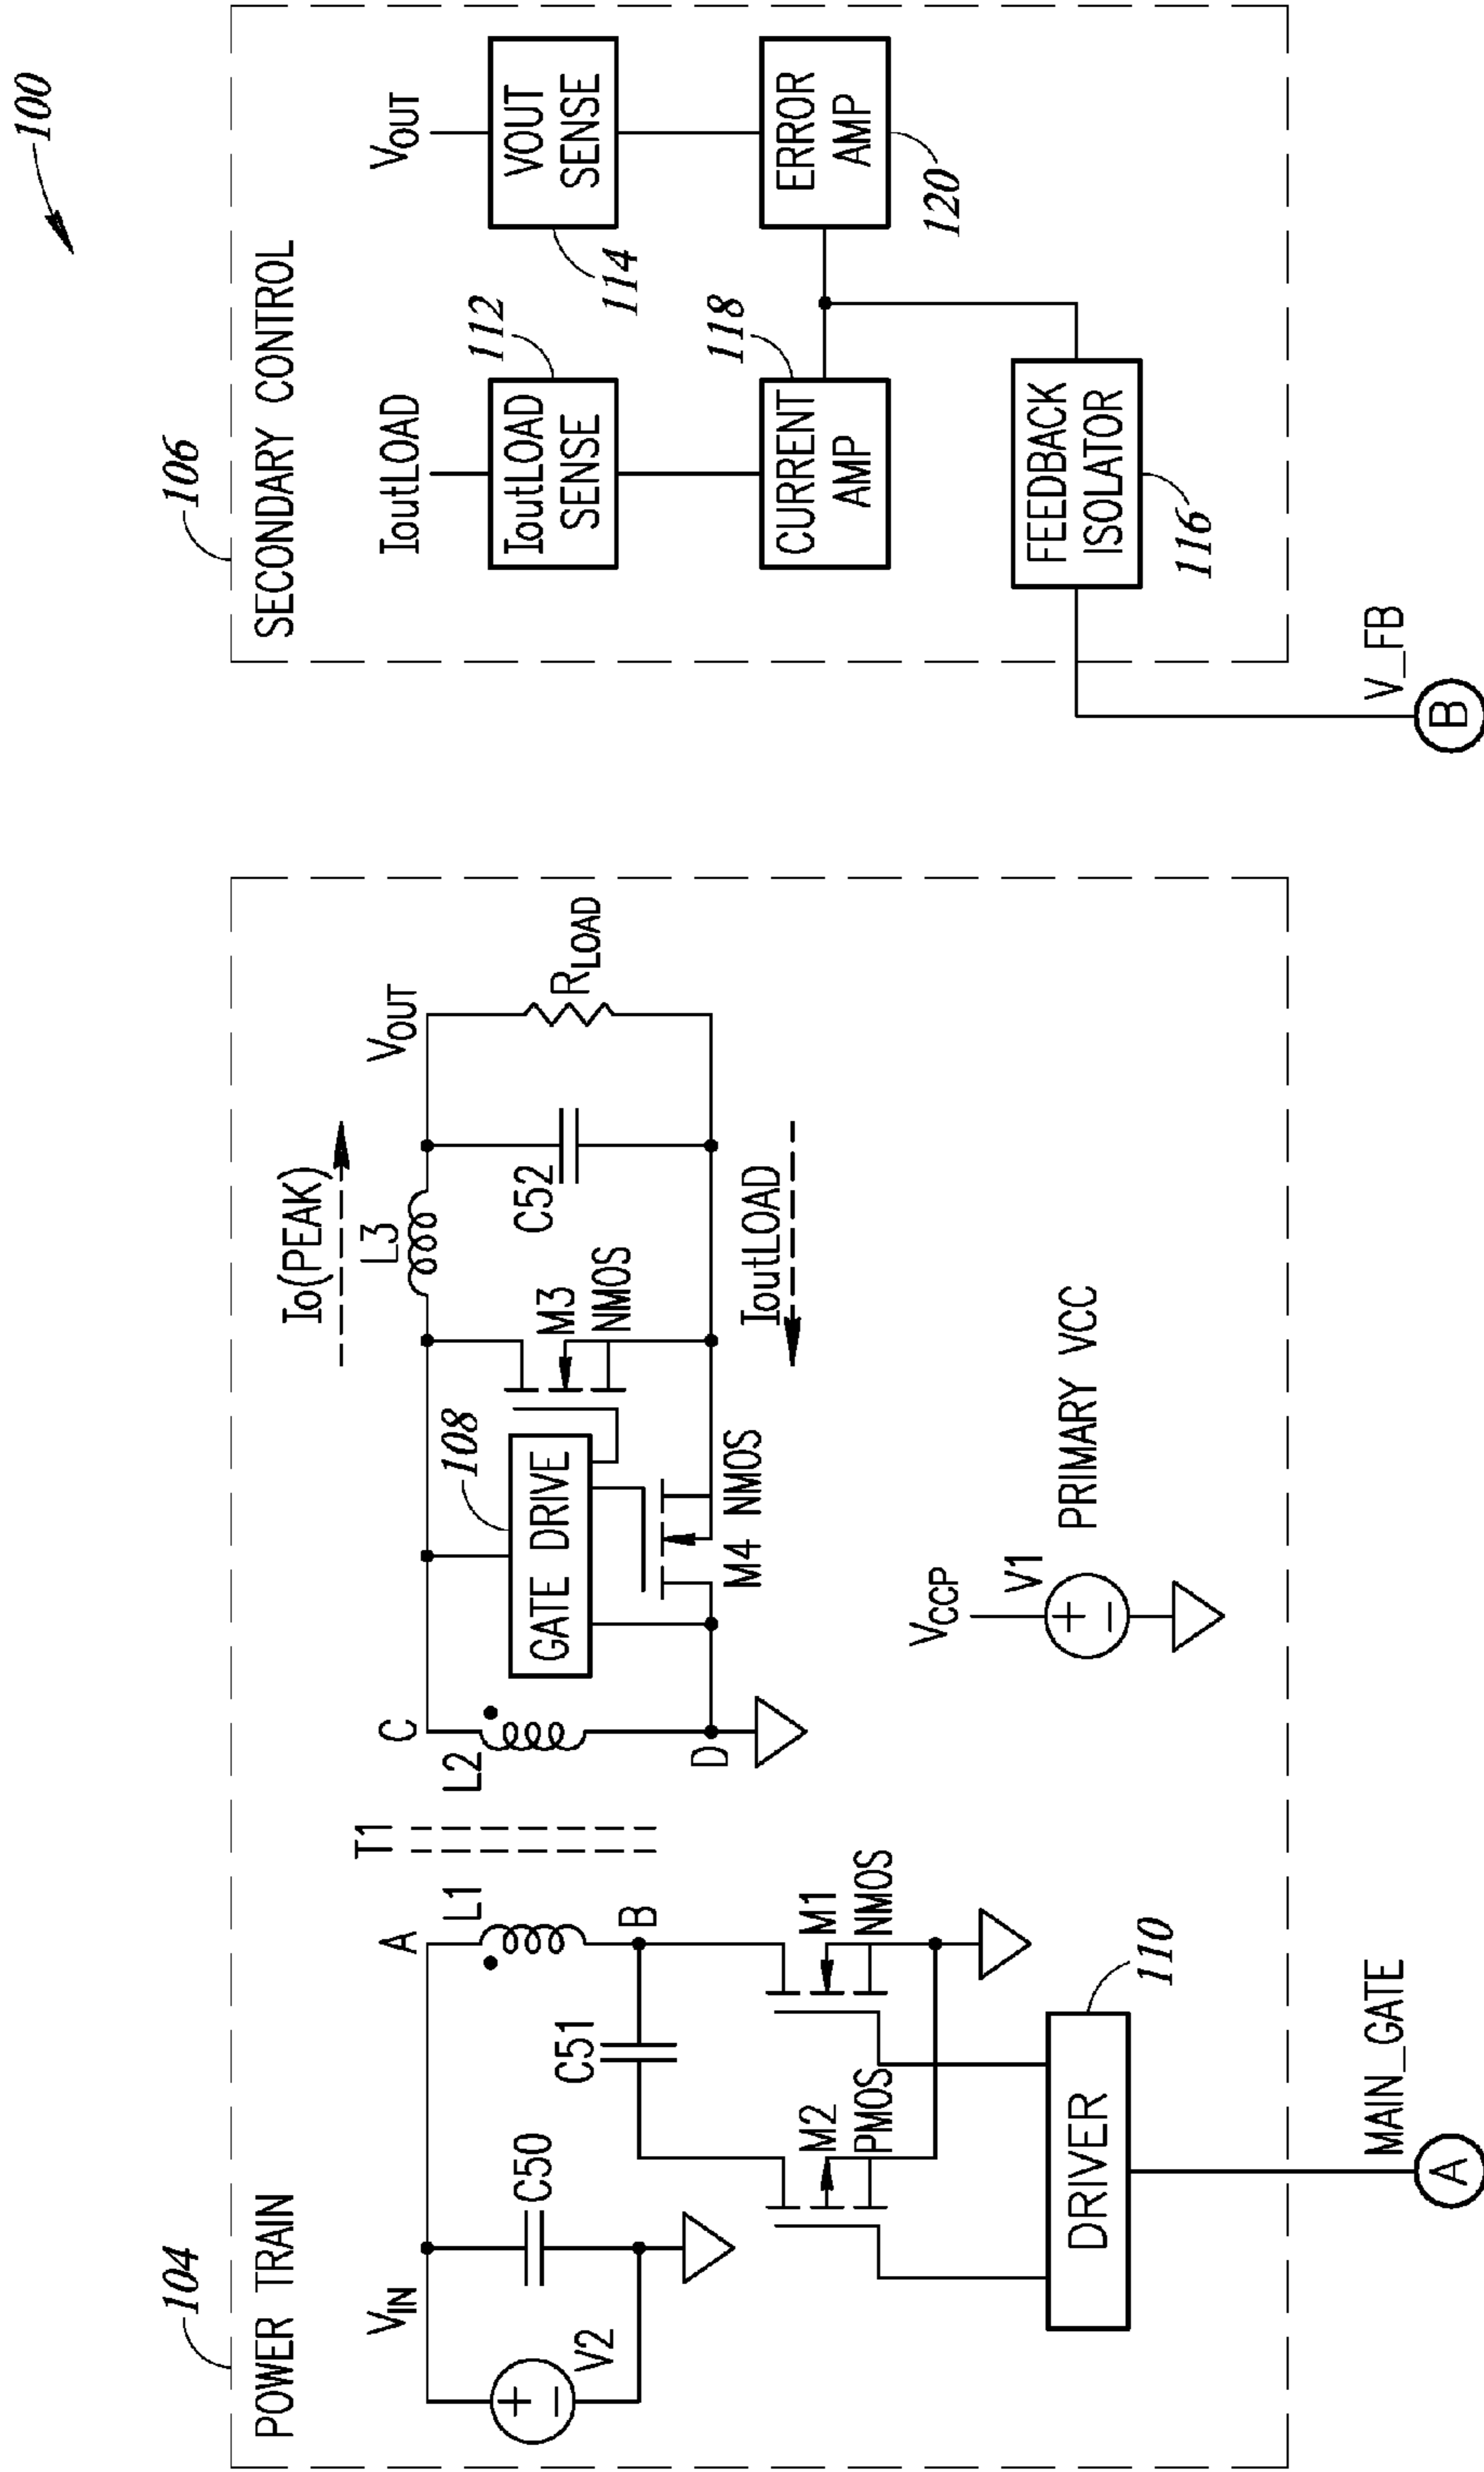 100
104
POWER TRAIN
VIN
V2
C50
A
L1
T1
B
C51
M2
PMOS
M1
NMOS
DRIVER
110
MAIN_GATE
A
C
L2
D
GATE DRIVE
108
M4 NMOS
M3
NMOS
Io(PEAK)
L3
C52
VOUT
RLOAD
IoutLOAD
VCCP
V1
PRIMARY VCC
106
SECONDARY CONTROL
IoutLOAD
VOUT
IoutLOAD
SENSE
112
VOUT
SENSE
114
CURRENT
AMP
118
ERROR
AMP
120
FEEDBACK
ISOLATOR
116
V_FB
B